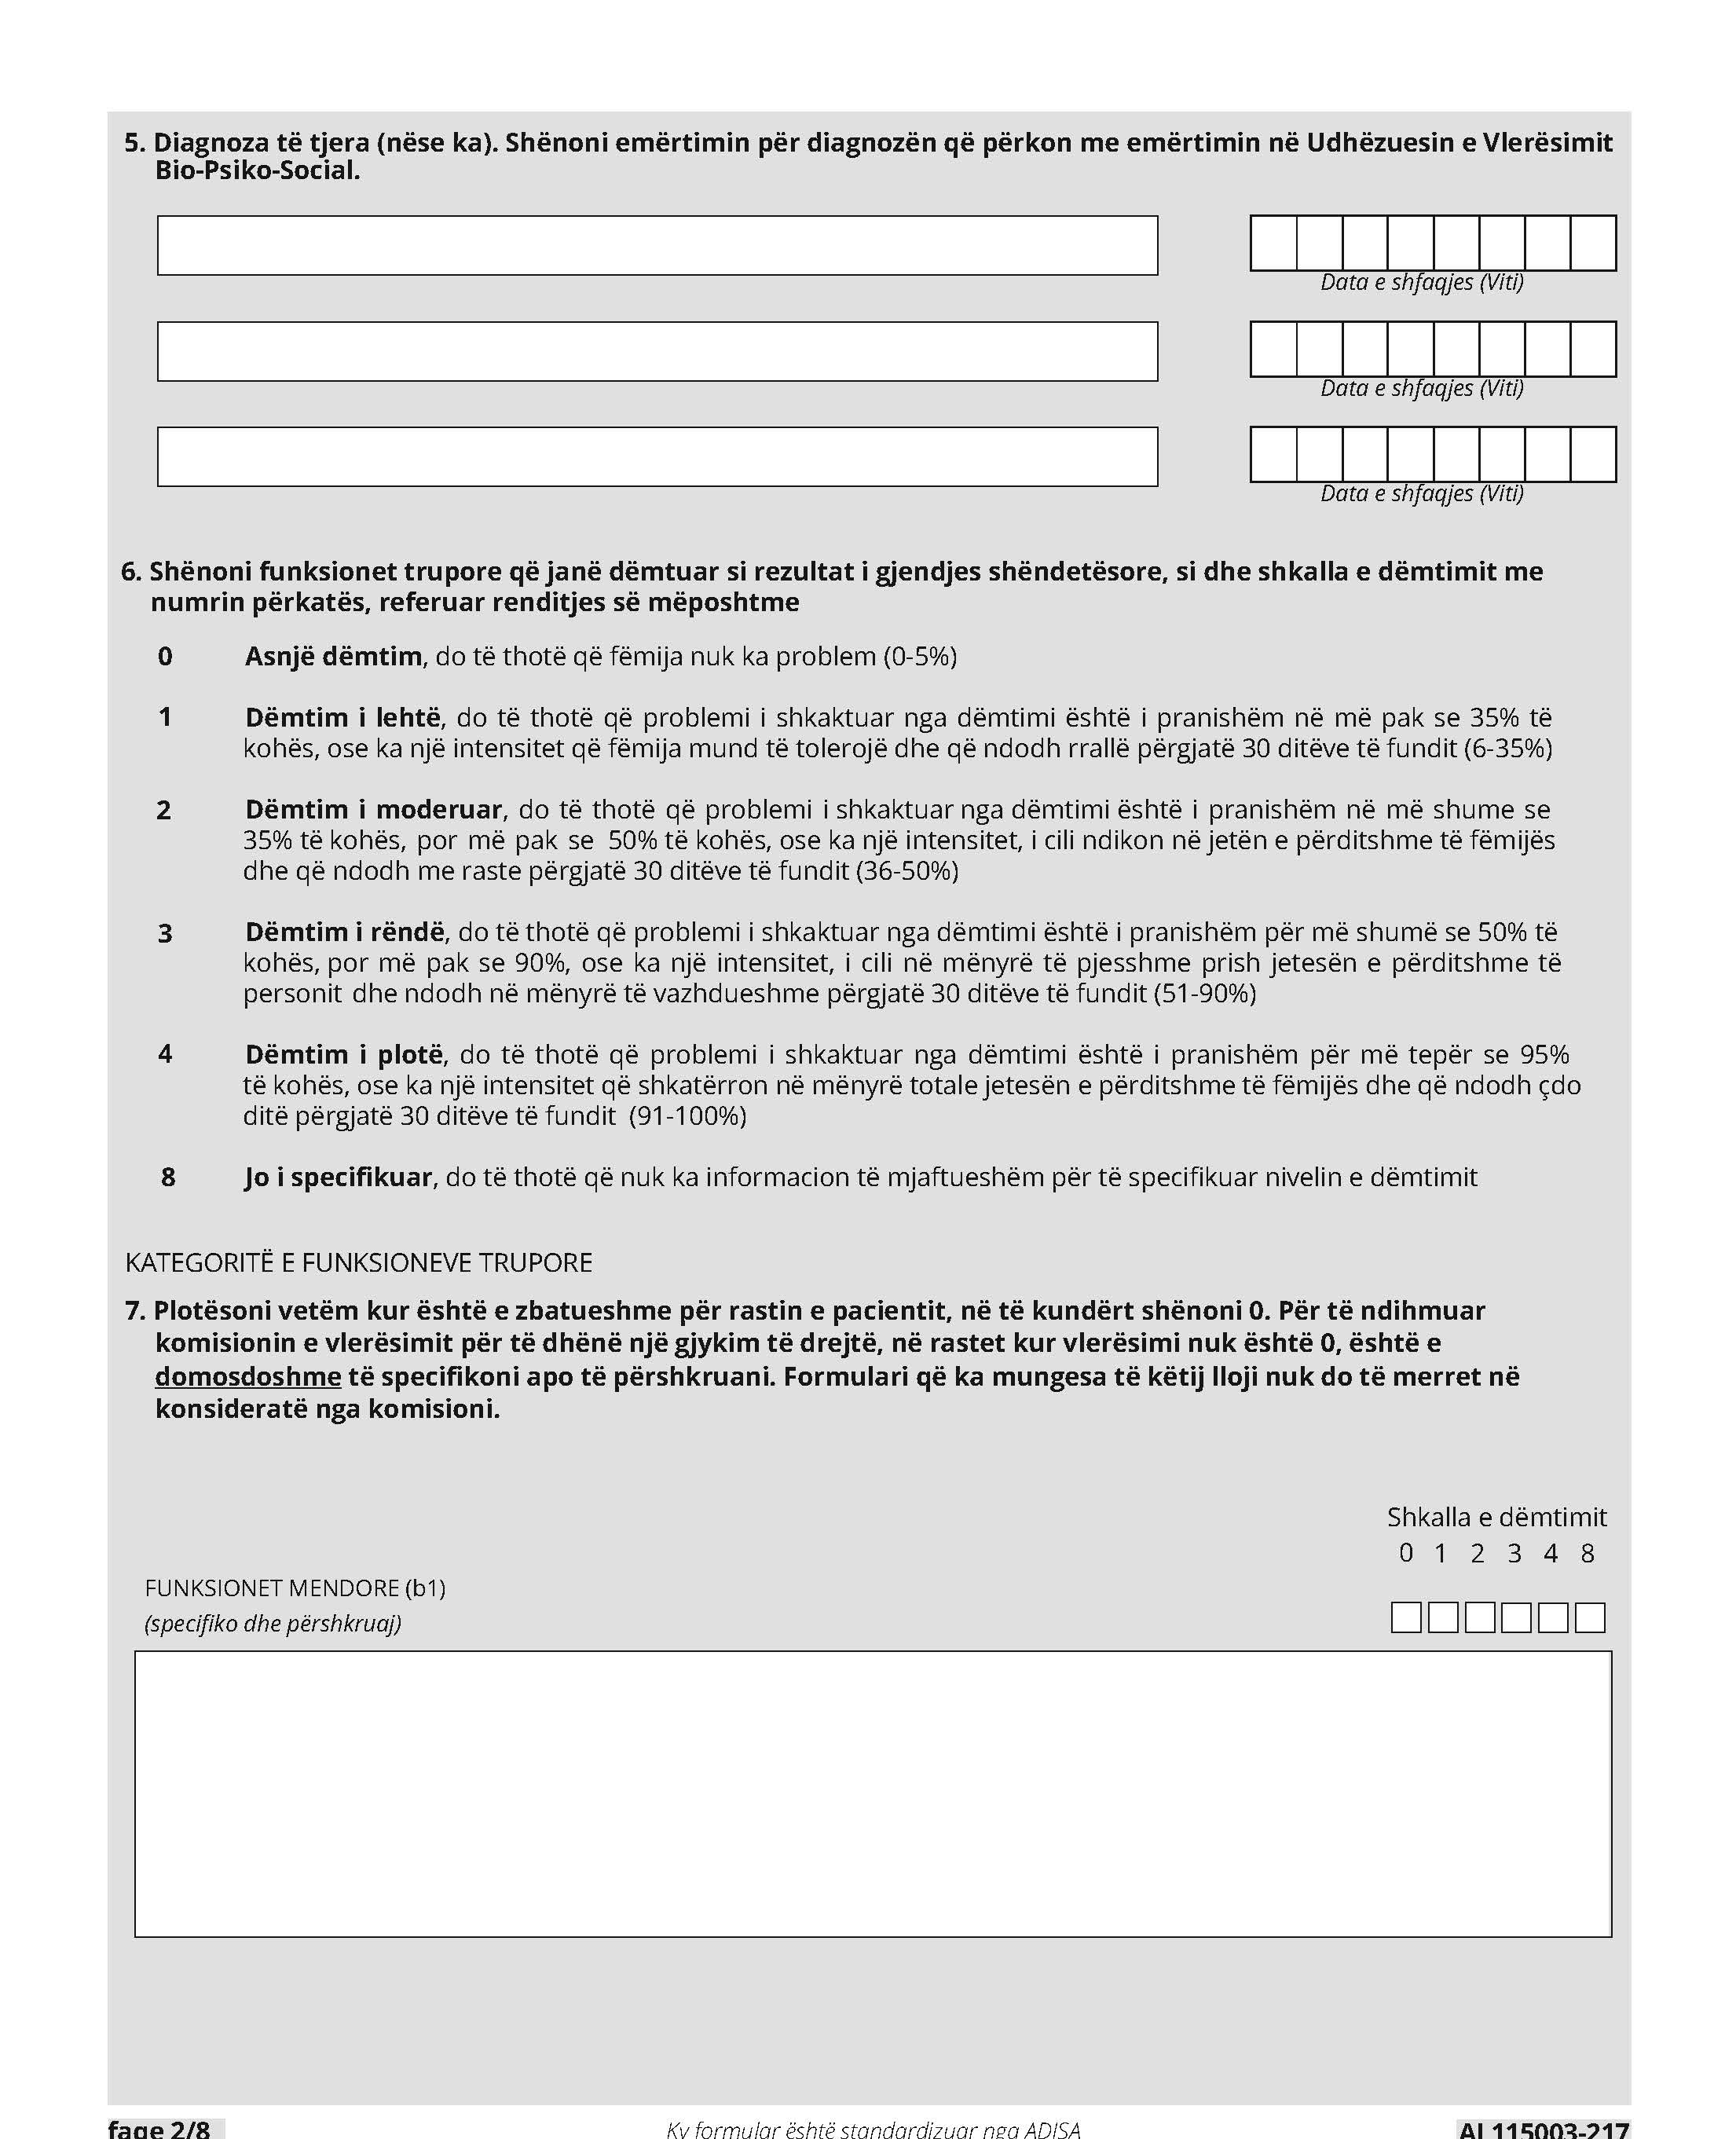 5. Diagnoza të tjera (nëse ka). Shënoni emërtimin për diagnozën që përkon me emërtimin në Udhëzuesin e Vlerësimit
Bio-Psiko-Social.
Data e shfaqjes (Viti)
Data e shfaqjes (Viti)
Data e shfaqjes (Viti)
6. Shënoni funksionet trupore që janë dëmtuar si rezultat i gjendjes shëndetësore, si dhe shkalla e dëmtimit me
numrin përkatës, referuar renditjes së mëposhtme
0 Asnjë dëmtim, do të thotë që fëmija nuk ka problem (0-5%)
1 Dëmtim i lehtë, do të thotë që problemi i shkaktuar nga dëmtimi është i pranishëm në më pak se 35% të
kohës, ose ka një intensitet që fëmija mund të tolerojë dhe që ndodh rrallë përgjatë 30 ditëve të fundit (6-35%)
2 Dëmtim i moderuar, do të thotë që problemi i shkaktuar nga dëmtimi është i pranishëm në më shume se
35% të kohës, por më pak se 50% të kohës, ose ka një intensitet, i cili ndikon në jetën e përditshme të fëmijës
dhe që ndodh me raste përgjatë 30 ditëve të fundit (36-50%)
3 Dëmtim i rëndë, do të thotë që problemi i shkaktuar nga dëmtimi është i pranishëm për më shumë se 50% të
kohës, por më pak se 90%, ose ka një intensitet, i cili në mënyrë të pjesshme prish jetesën e përditshme të
personit dhe ndodh në mënyrë të vazhdueshme përgjatë 30 ditëve të fundit (51-90%)
4 Dëmtim i plotë, do të thotë që problemi i shkaktuar nga dëmtimi është i pranishëm për më tepër se 95%
të kohës, ose ka një intensitet që shkatërron në mënyrë totale jetesën e përditshme të fëmijës dhe që ndodh çdo
ditë përgjatë 30 ditëve të fundit (91-100%)
8 Jo i specifikuar, do të thotë që nuk ka informacion të mjaftueshëm për të specifikuar nivelin e dëmtimit
KATEGORITË E FUNKSIONEVE TRUPORE
7. Plotësoni vetëm kur është e zbatueshme për rastin e pacientit, në të kundërt shënoni 0. Për të ndihmuar
komisionin e vlerësimit për të dhënë një gjykim të drejtë, në rastet kur vlerësimi nuk është 0, është e
domosdoshme të specifikoni apo të përshkruani. Formulari që ka mungesa të këtij lloji nuk do të merret në
konsideratë nga komisioni.
Shkalla e dëmtimit
0 1 2 3 4 8
FUNKSIONET MENDORE (b1)
(specifiko dhe përshkruaj)
faqe 2/8 Ky formular është standardizuar nga ADISA AL115003-217